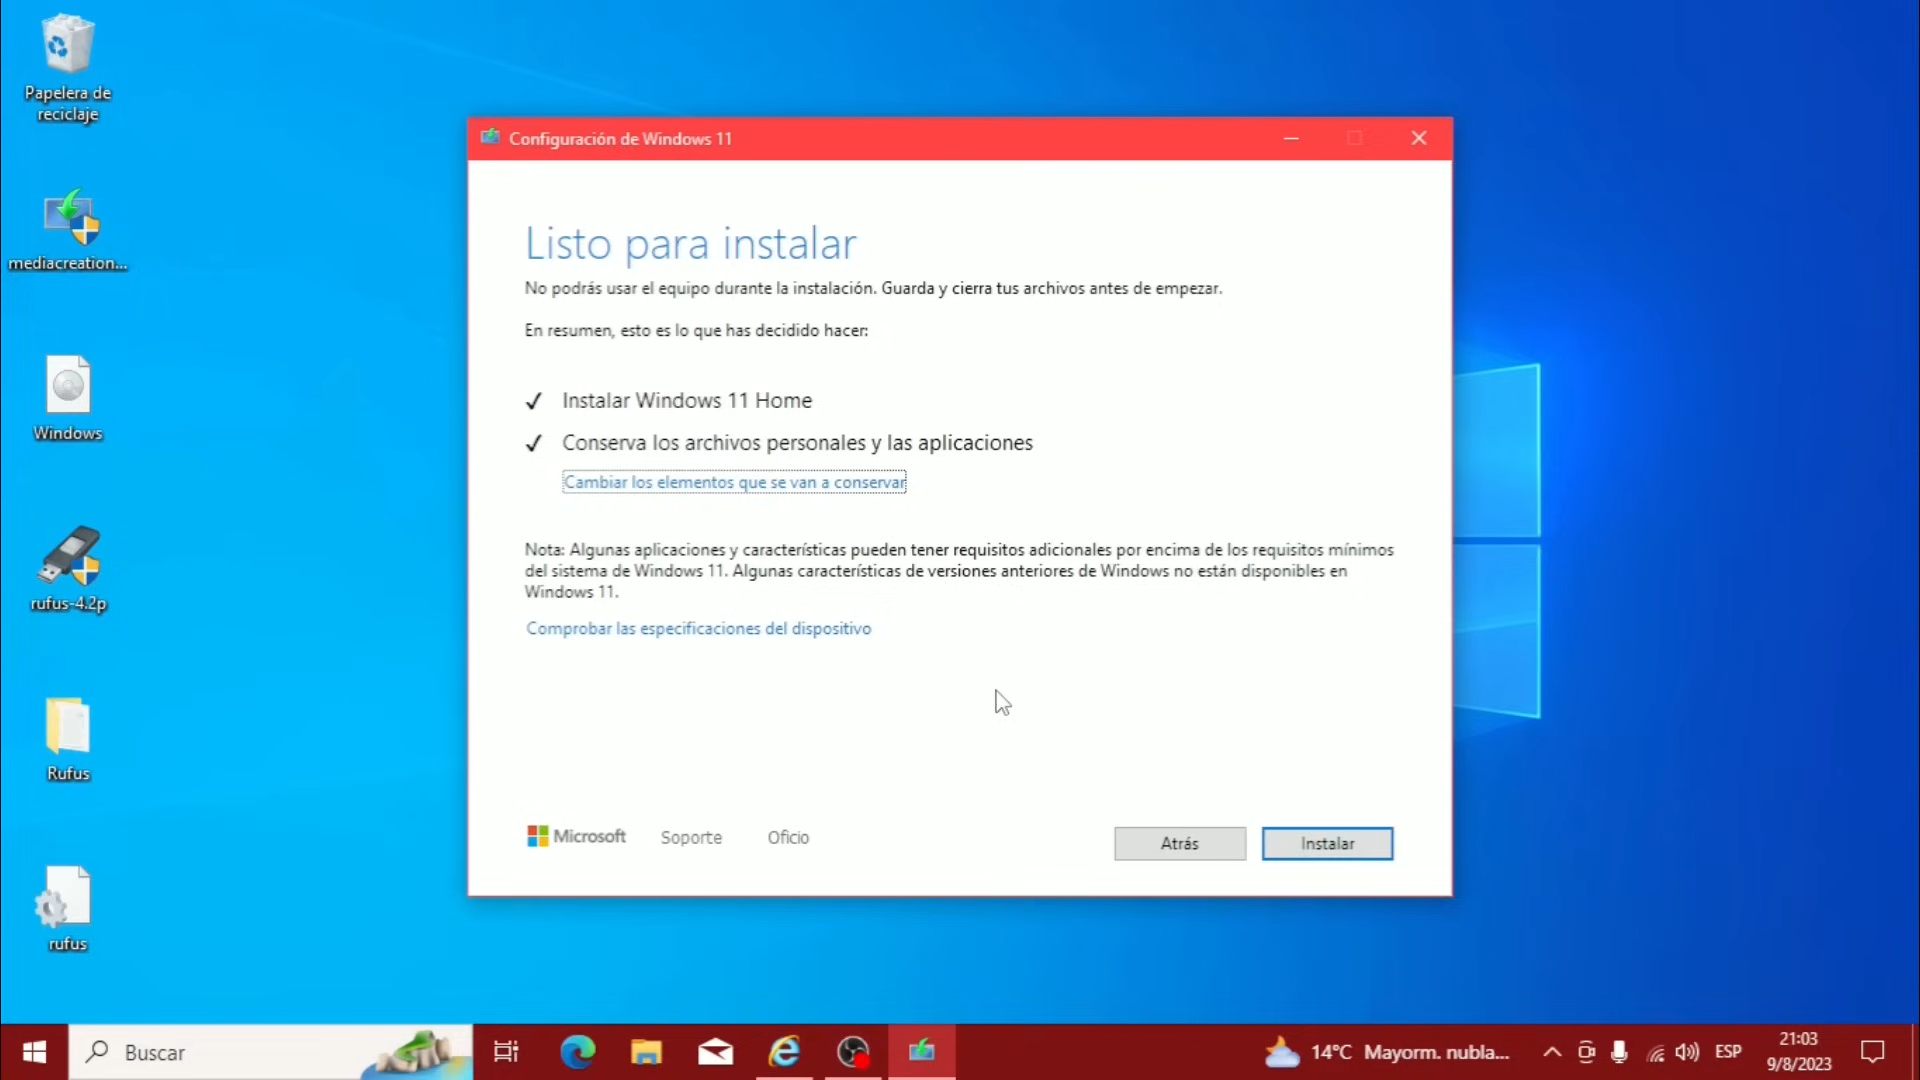 Papelera de
reciclaje
mediacreation...
Windows
rufus-4.2p
Rufus
rufus
Configuración de Windows 11
Listo para instalar
No podrás usar el equipo durante la instalación. Guarda y cierra tus archivos antes de empezar.
En resumen, esto es lo que has decidido hacer:
Instalar Windows 11 Home
Conserva los archivos personales y las aplicaciones
Cambiar los elementos que se van a conservar
Nota: Algunas aplicaciones y características pueden tener requisitos adicionales por encima de los requisitos mínimos
del sistema de Windows 11. Algunas características de versiones anteriores de Windows no están disponibles en
Windows 11.
Comprobar las especificaciones del dispositivo
Microsoft Soporte Oficio
Atrás Instalar
Buscar
14°C Mayorm. nubla...
ESP
21:03
9/8/2023